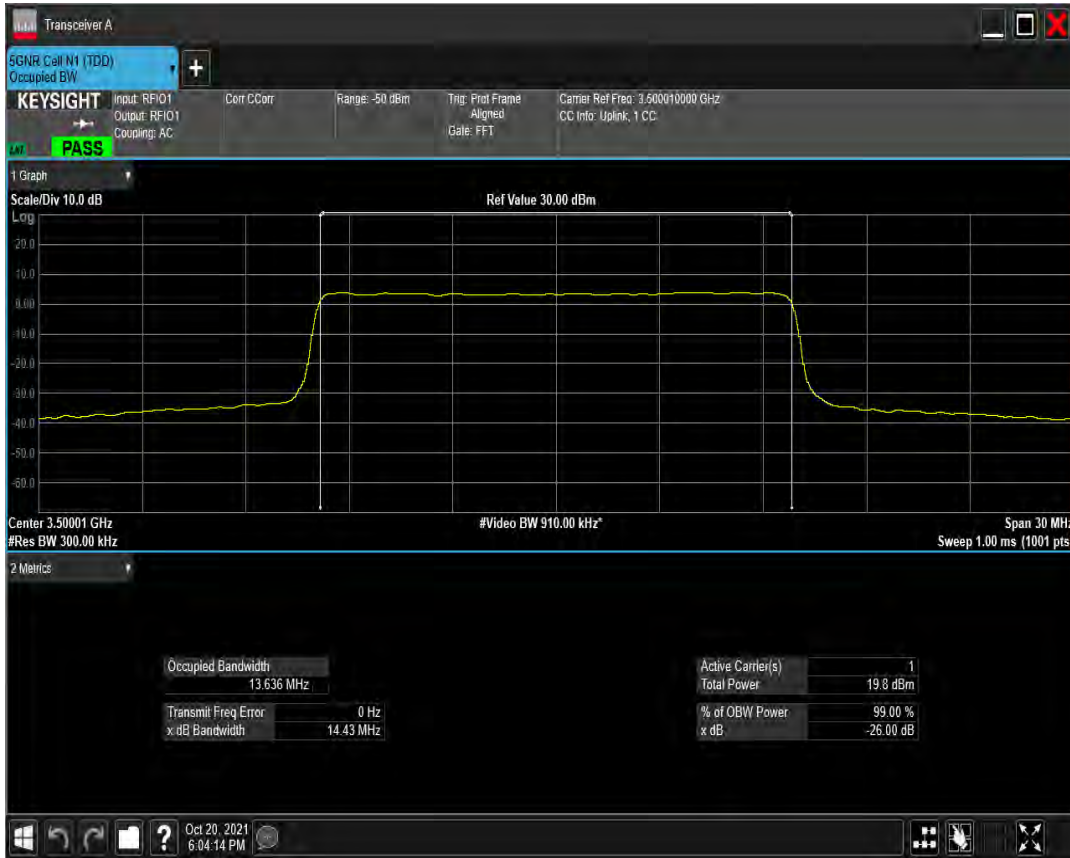 Transceiver A
5GNR Cell N1 (TDD)
Occupied BW
+
KEYSIGHT
PASS
Input: RFIO1
Output: RFIO1
Coupling: AC
Corr CCorr
Range: -50 dBm
Trig: Prot Frame
Aligned
Gate: FFT
Carrier Ref Freq: 3.500010000 GHz
CC Info: Uplink, 1 CC
1 Graph
Scale/Div 10.0 dB
Ref Value 30.00 dBm
Log
20.0
10.0
0.00
-10.0
-20.0
-30.0
-40.0
-50.0
-60.0
Center 3.50001 GHz
#Video BW 910.00 kHz*
Span 30 MHz
#Res BW 300.00 kHz
Sweep 1.00 ms (1001 pts
2 Metrics
Occupied Bandwidth
13.636 MHz
Transmit Freq Error 0 Hz
x dB Bandwidth 14.43 MHz
Active Carrier(s) 1
Total Power 19.8 dBm
% of OBW Power 99.00 %
x dB -26.00 dB
?
Oct 20, 2021
6:04:14 PM